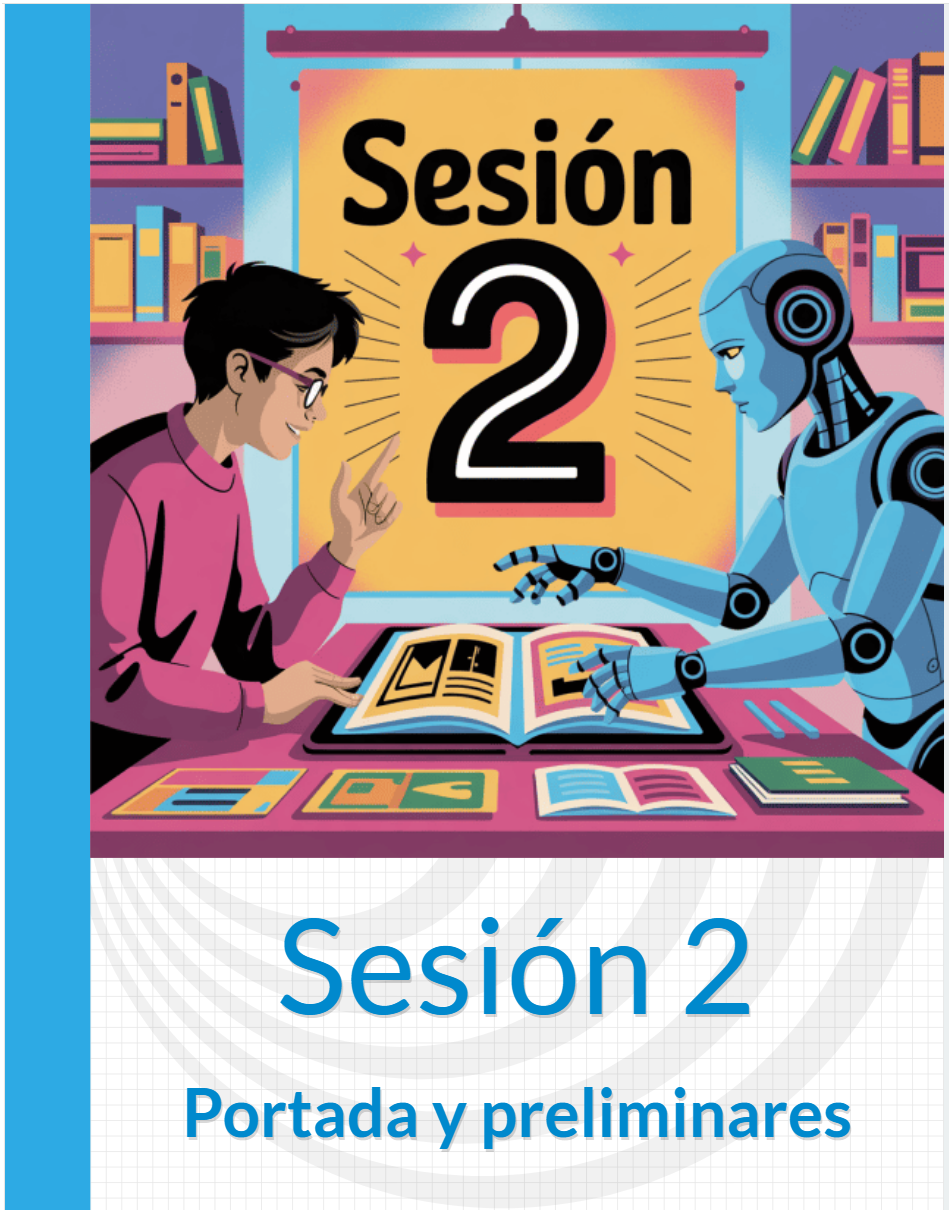 Sesión
2
Sesión 2
Portada y preliminares